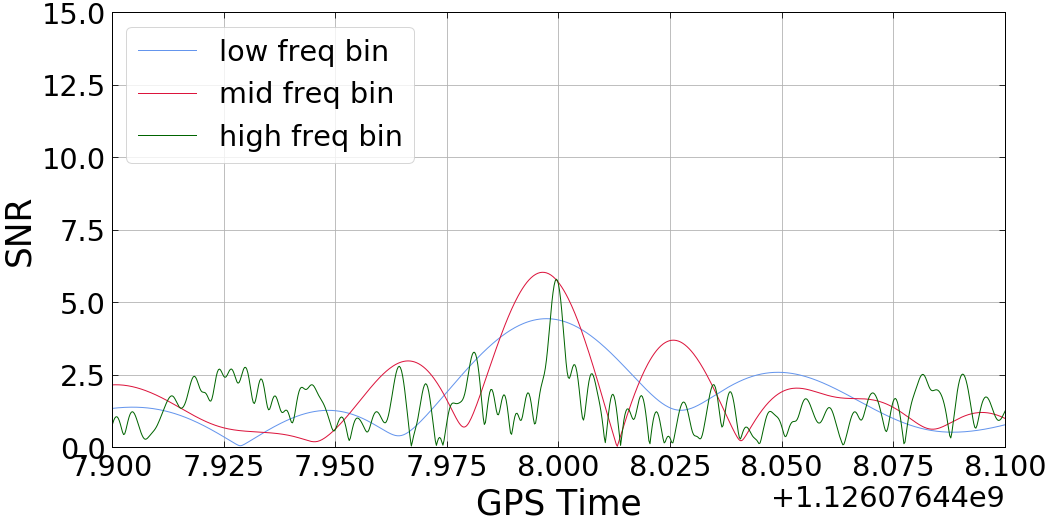 15.0
12.5
10.0
7.5
5.0
2.5
0.0
SNR
low freq bin
mid freq bin
high freq bin
7.900 7.925 7.950 7.975 8.000 8.025 8.050 8.075 8.100
+1.12607644e9
GPS Time